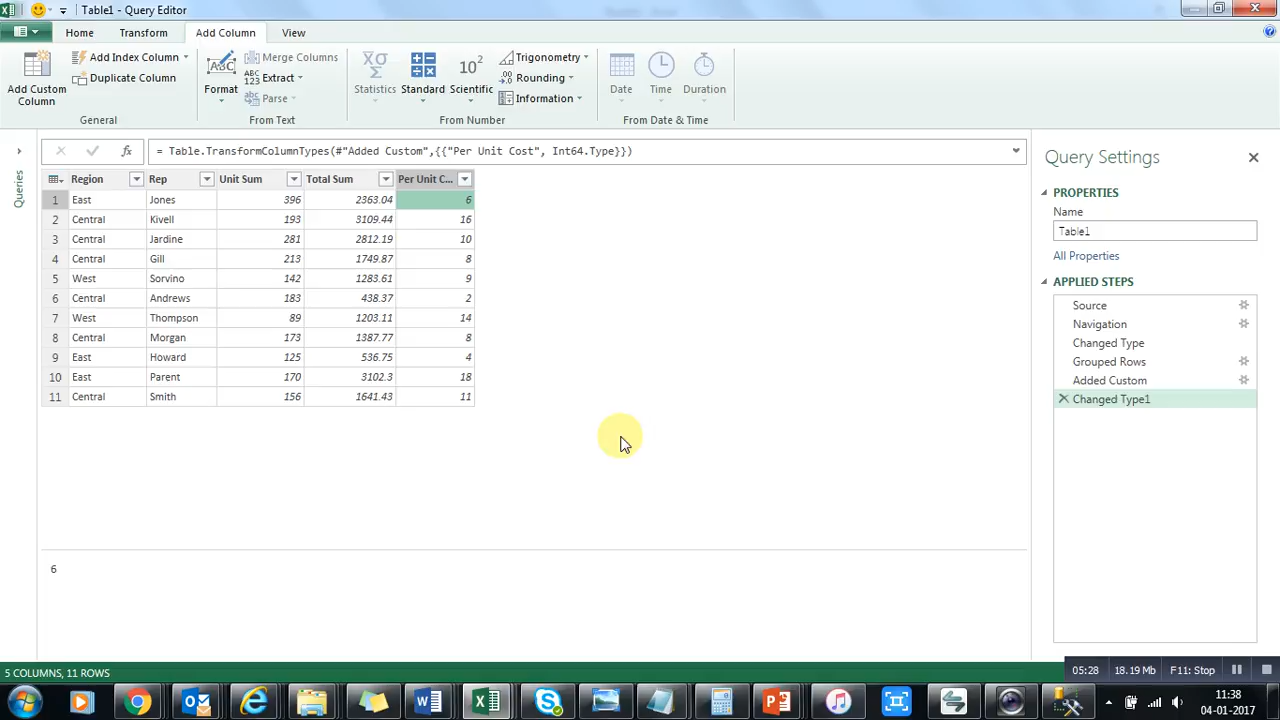 Table1 - Query Editor
Home Transform Add Column View
Add Custom Column
Add Index Column
Duplicate Column
General
Format
Merge Columns
Extract
Parse
From Text
Statistics
Standard
Scientific
Trigonometry
Rounding
Information
From Number
Date
Time
Duration
From Date & Time
= Table.TransformColumnTypes(#"Added Custom",{{"Per Unit Cost", Int64.Type}})
Queries
Region Rep Unit Sum Total Sum Per Unit C...
1 East Jones 396 2363.04 6
2 Central Kivell 193 3109.44 16
3 Central Jardine 281 2812.19 10
4 Central Gill 213 1749.87 8
5 West Sorvino 142 1283.61 9
6 Central Andrews 183 438.37 2
7 West Thompson 89 1203.11 14
8 Central Morgan 173 1387.77 8
9 East Howard 125 536.75 4
10 East Parent 170 3102.3 18
11 Central Smith 156 1641.43 11
6
Query Settings
PROPERTIES
Name
Table1
All Properties
APPLIED STEPS
Source
Navigation
Changed Type
Grouped Rows
Added Custom
Changed Type1
5 COLUMNS, 11 ROWS
05:28 18.19 Mb F11: Stop
11:38
04-01-2017